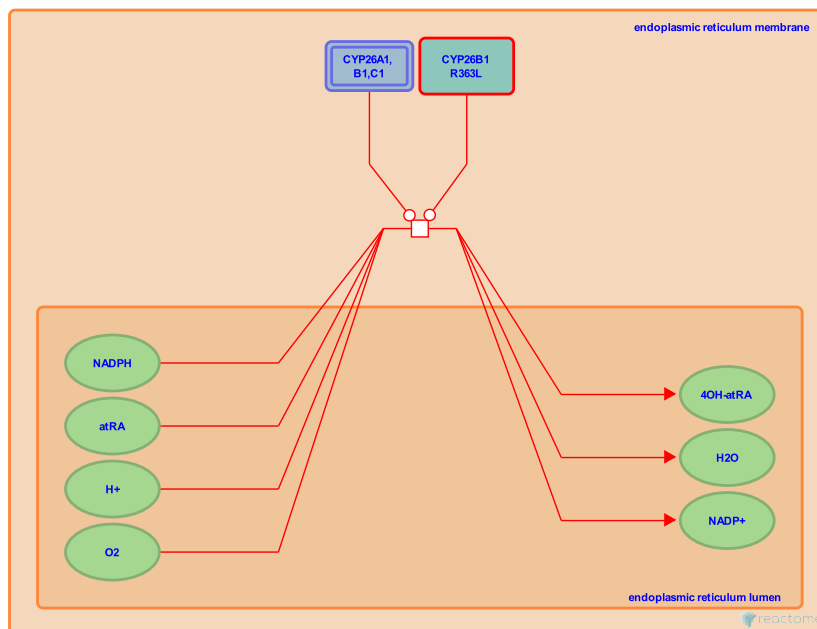 endoplasmic reticulum membrane
CYP26A1,
B1,C1
CYP26B1
R363L
NADPH
atRA
H+
O2
4OH-atRA
H2O
NADP+
endoplasmic reticulum lumen
reactome